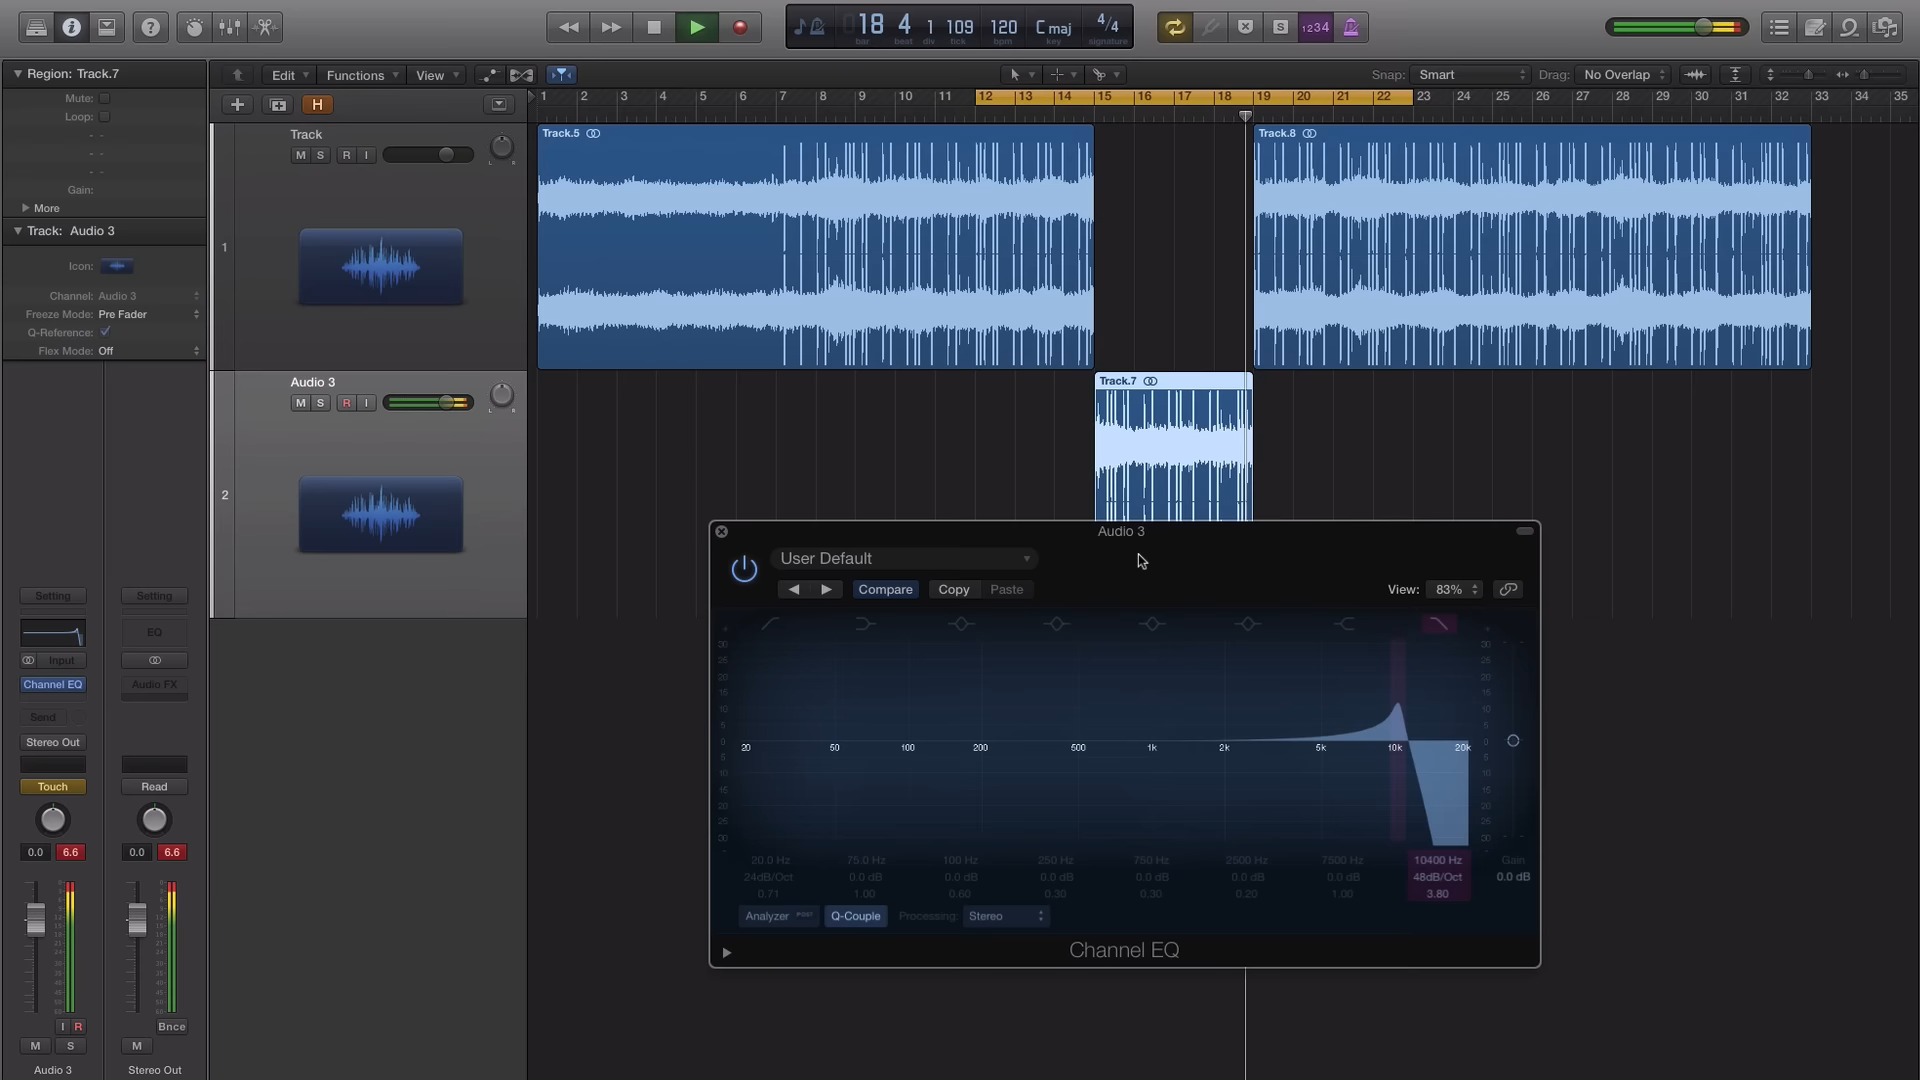 18 4 1 109 120 C maj 4/4
bar beat div tick bpm key signature
S 1234
Region: Track.7
Mute:
Loop:
Gain:
More
Track: Audio 3
Icon:
Channel: Audio 3
Freeze Mode: Pre Fader
Q-Reference:
Flex Mode: Off
Edit Functions View
Snap: Smart Drag: No Overlap
H
1 2 3 4 5 6 7 8 9 10 11 12 13 14 15 16 17 18 19 20 21 22 23 24 25 26 27 28 29 30 31 32 33 34 35
1
Track
M S R I
L R
Track.5
Track.8
2
Audio 3
M S R I
L R
Track.7
Audio 3
User Default
Compare Copy Paste
View: 83%
20 50 100 200 500 1k 2k 5k 10k 20k
20.0 Hz 75.0 Hz 100 Hz 250 Hz 750 Hz 2500 Hz 7500 Hz 10400 Hz Gain
24dB/Oct 0.0 dB 0.0 dB 0.0 dB 0.0 dB 0.0 dB 0.0 dB 48dB/Oct 0.0 dB
0.71 1.00 0.60 0.30 0.30 0.20 1.00 3.80
Analyzer POST Q-Couple Processing: Stereo
Channel EQ
Setting Setting
EQ
Input
Channel EQ Audio FX
Send
Stereo Out
Touch Read
0.0 6.6 0.0 6.6
I R Bnce
M S M
Audio 3 Stereo Out